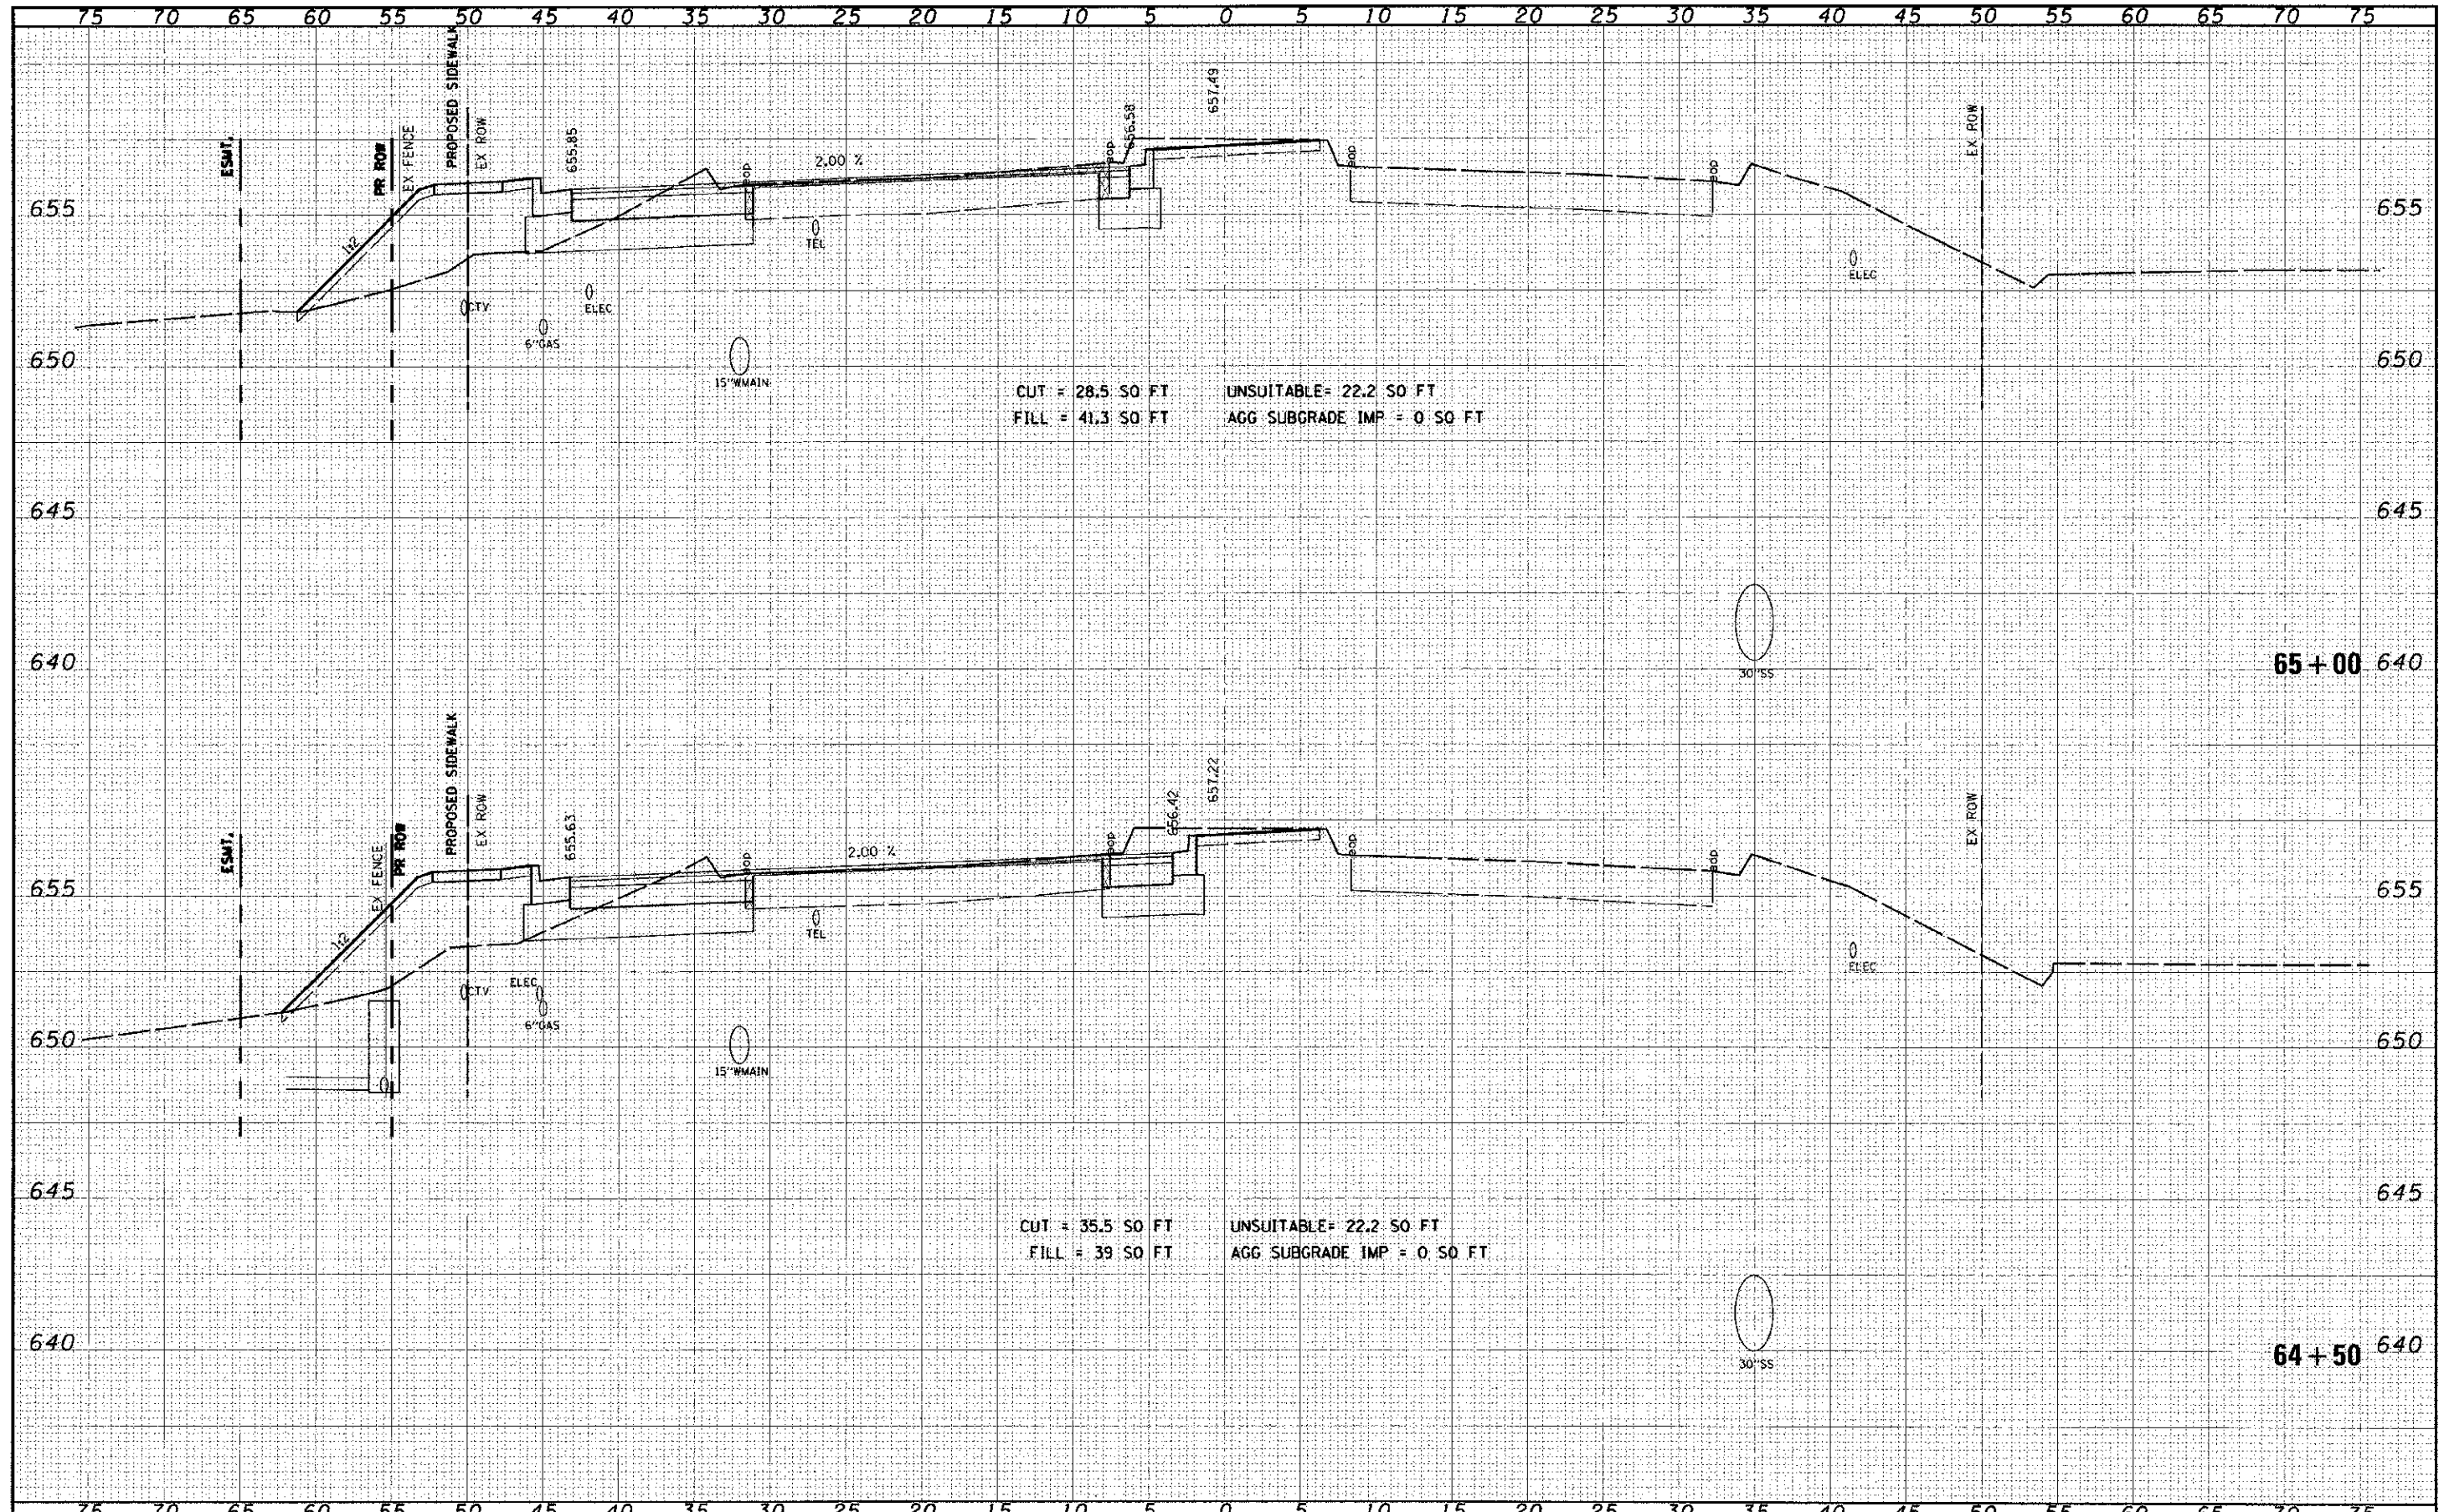 75 70 65 60 55 50 45 40 35 30 25 20 15 10 5 0 5 10 15 20 25 30 35 40 45 50 55 60 65 70 75
ESMT.
PR ROW
EX FENCE
PROPOSED SIDEWALK
EX ROW
655.85
eop
2.00 %
eop
656.58
657.49
eop
eop
EX ROW
655 655
1:2
TEL
ELEC
CTV
ELEC
6"GAS
650 650
15"WMAIN
CUT = 28.5 SQ FT UNSUITABLE= 22.2 SQ FT
FILL = 41.3 SQ FT AGG SUBGRADE IMP = 0 SQ FT
645 645
640 65+00 640
30"SS
ESMT.
EX FENCE
PR ROW
PROPOSED SIDEWALK
EX ROW
655.63
eop
2.00 %
eop
656.42
657.22
eop
eop
EX ROW
655 655
1:2
TEL
ELEC
CTV
ELEC
6"GAS
650 650
15"WMAIN
645 645
CUT = 35.5 SQ FT UNSUITABLE= 22.2 SQ FT
FILL = 39 SQ FT AGG SUBGRADE IMP = 0 SQ FT
640 64+50 640
30"SS
75 70 65 60 55 50 45 40 35 30 25 20 15 10 5 0 5 10 15 20 25 30 35 40 45 50 55 60 65 70 75